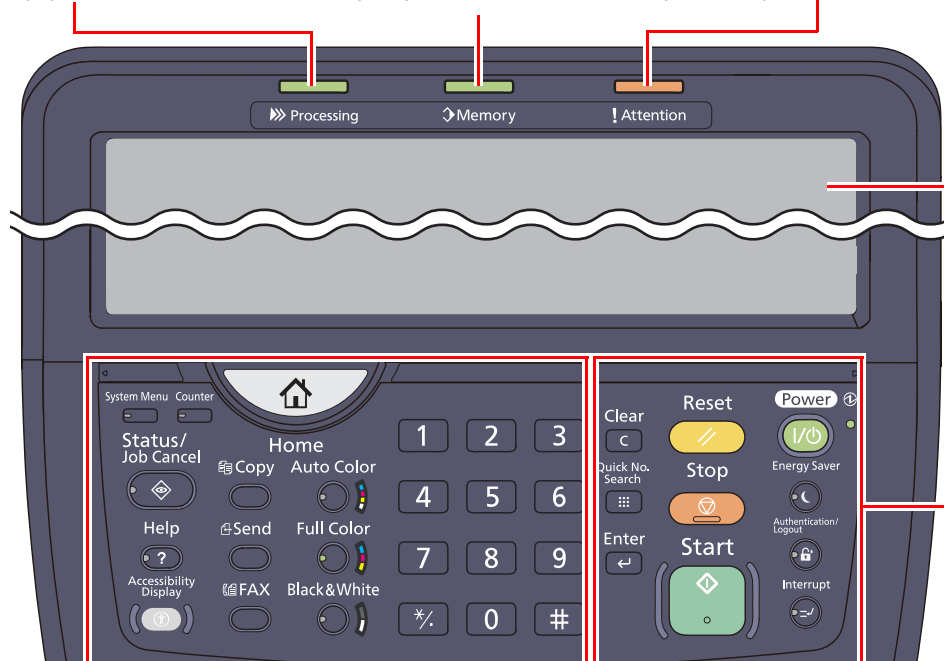 Processing
Memory
! Attention
System Menu
Counter
Status/
Job Cancel
Help
?
Accessibility
Display
Home
Copy
Send
FAX
Auto Color
Full Color
Black&White
1 2 3
4 5 6
7 8 9
*/. 0 #
Clear
C
Quick No.
Search
Enter
Reset
Stop
Start
Power
Energy Saver
Authentication/
Logout
Interrupt